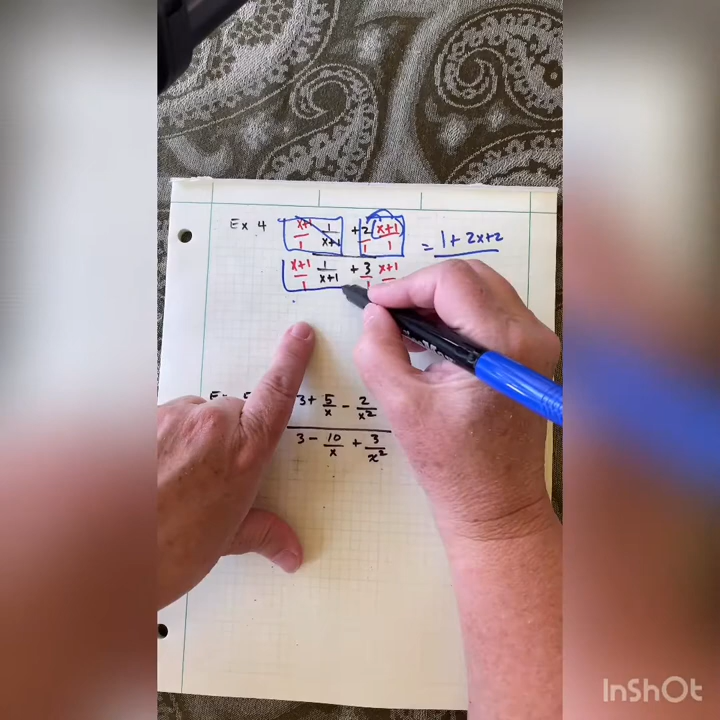 Ex 4
x+1 1 + 2 x+1 = 1 + 2x+2
1 x+1 1 1
x+1 1 + 3 x+1
1 x+1 1
3 + 5/x − 2/x²
3 − 10/x + 3/x²
InShOt